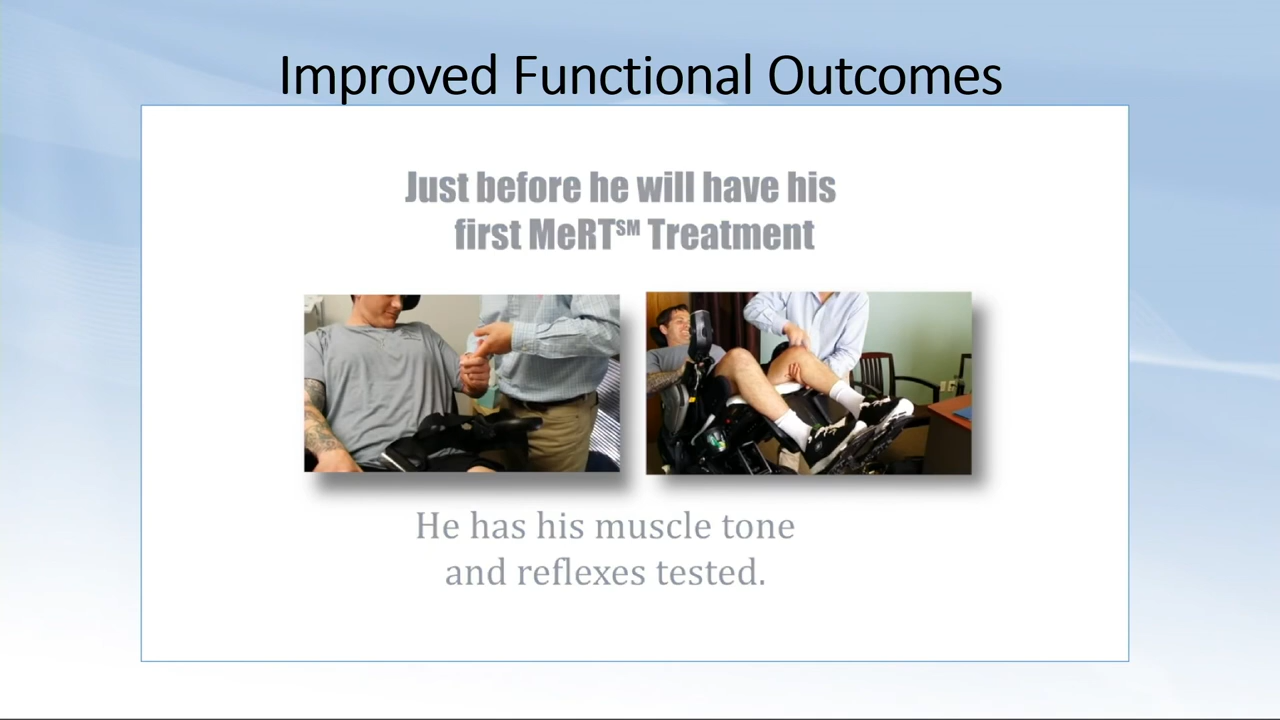 Improved Functional Outcomes
Just before he will have his
first MeRT℠ Treatment
He has his muscle tone
and reflexes tested.